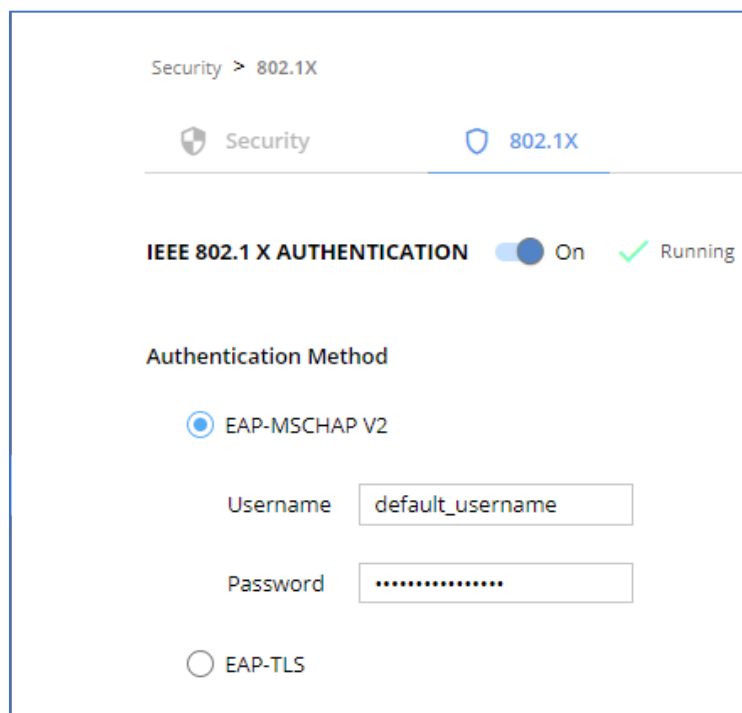 Security > 802.1X
Security 802.1X
IEEE 802.1 X AUTHENTICATION On Running
Authentication Method
EAP-MSCHAP V2
Username default_username
Password ••••••••••••••••
EAP-TLS